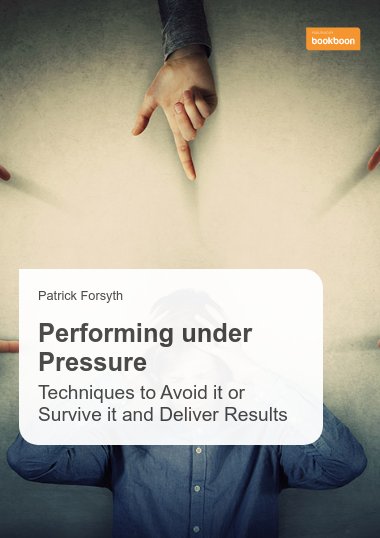 bookboon
Patrick Forsyth
Performing under
Pressure
Techniques to Avoid it or
Survive it and Deliver Results